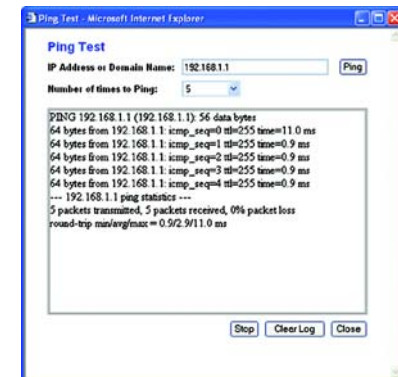 Ping Test - Microsoft Internet Explorer
Ping Test
IP Address or Domain Name: 192.168.1.1 Ping
Number of times to Ping: 5
PING 192.168.1.1 (192.168.1.1): 56 data bytes
64 bytes from 192.168.1.1: icmp_seq=0 ttl=255 time=11.0 ms
64 bytes from 192.168.1.1: icmp_seq=1 ttl=255 time=0.9 ms
64 bytes from 192.168.1.1: icmp_seq=2 ttl=255 time=0.9 ms
64 bytes from 192.168.1.1: icmp_seq=3 ttl=255 time=0.9 ms
64 bytes from 192.168.1.1: icmp_seq=4 ttl=255 time=0.9 ms
--- 192.168.1.1 ping statistics ---
5 packets transmitted, 5 packets received, 0% packet loss
round-trip min/avg/max = 0.9/2.9/11.0 ms
Stop Clear Log Close